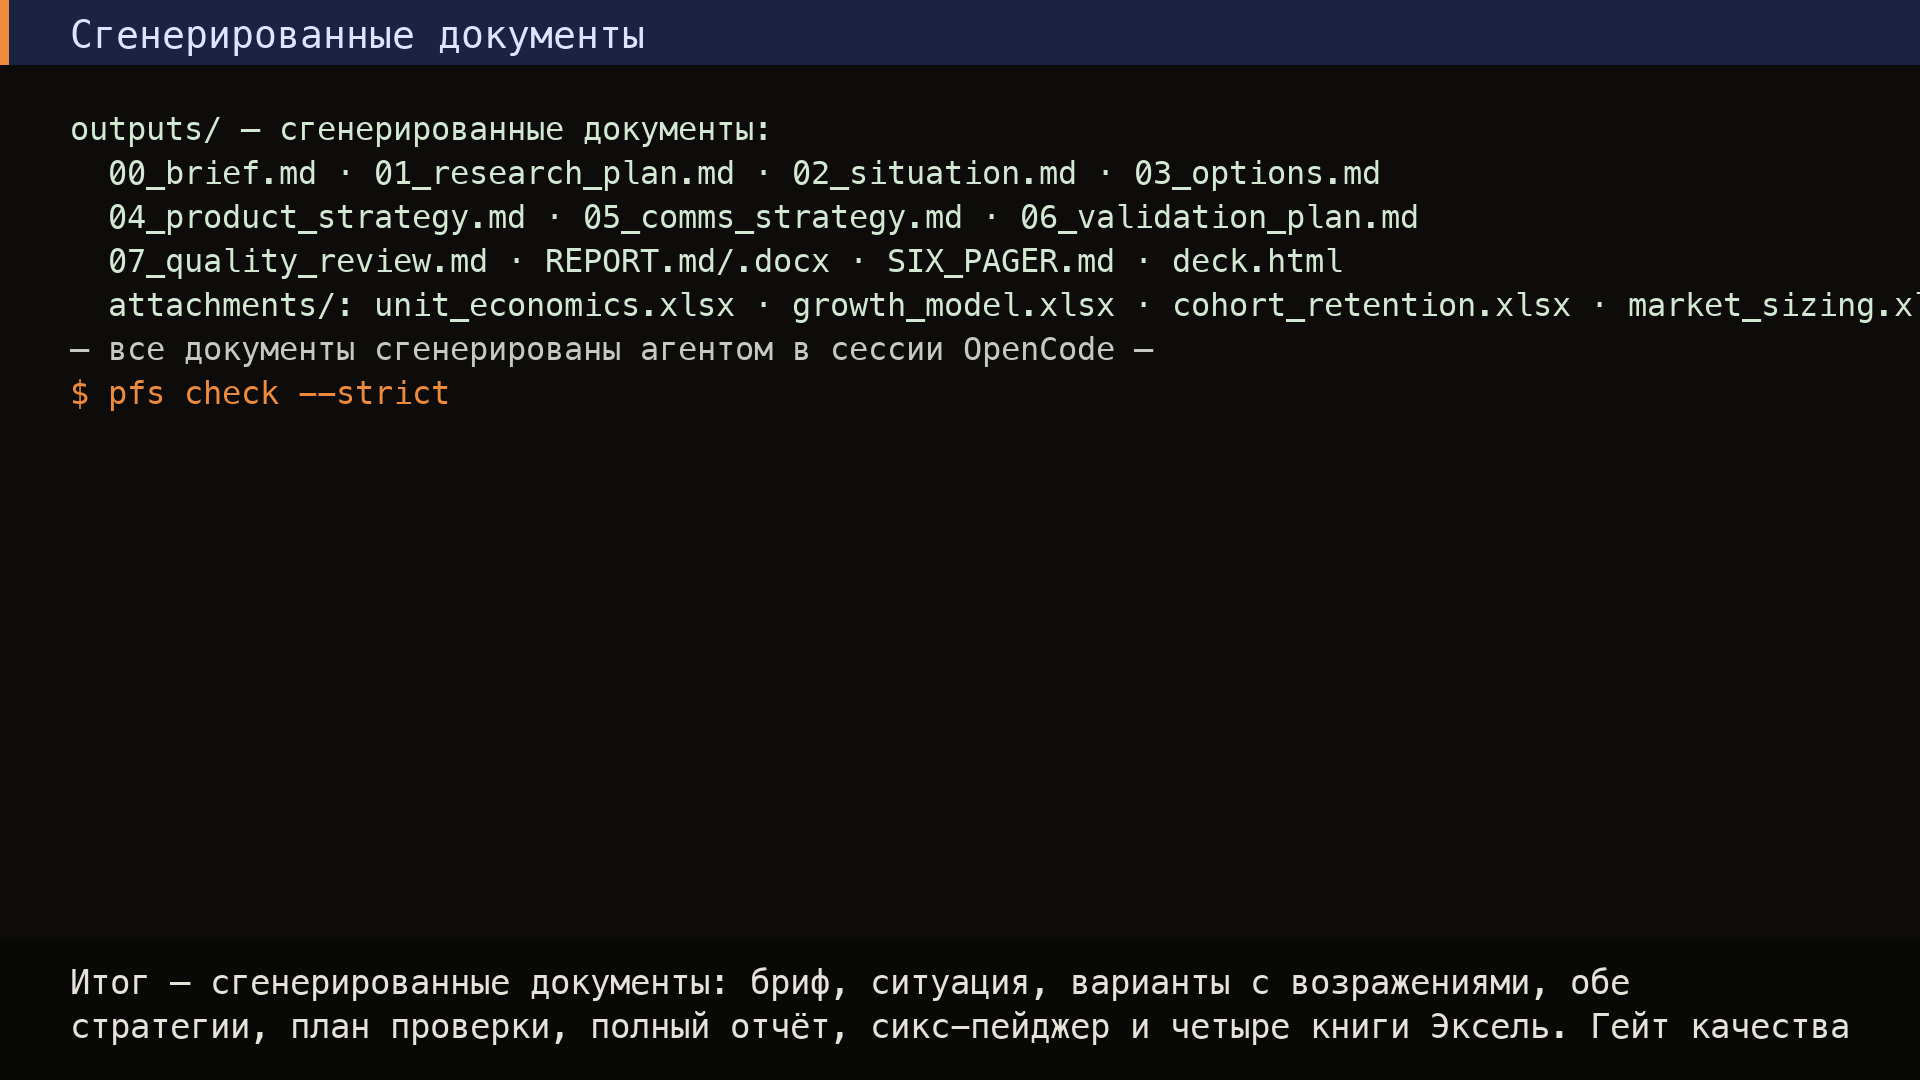 Сгенерированные документы
outputs/ — сгенерированные документы:
00_brief.md · 01_research_plan.md · 02_situation.md · 03_options.md
04_product_strategy.md · 05_comms_strategy.md · 06_validation_plan.md
07_quality_review.md · REPORT.md/.docx · SIX_PAGER.md · deck.html
attachments/: unit_economics.xlsx · growth_model.xlsx · cohort_retention.xlsx · market_sizing.xl
— все документы сгенерированы агентом в сессии OpenCode —
$ pfs check --strict
Итог — сгенерированные документы: бриф, ситуация, варианты с возражениями, обе
стратегии, план проверки, полный отчёт, сикс-пейджер и четыре книги Эксель. Гейт качества